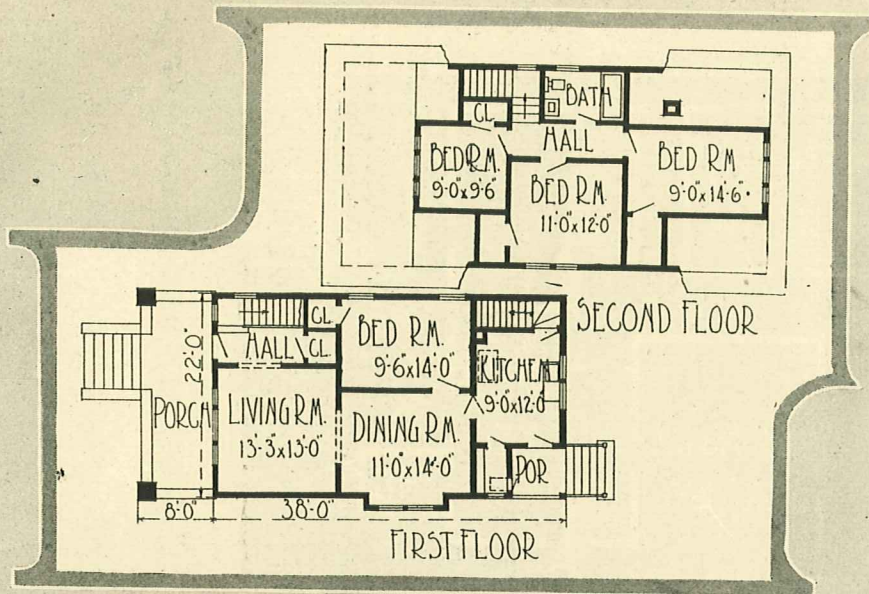 BATH
CL.
HALL
BED RM.
9'-0"x9'-6"
BED RM
11'-0"x12'-0"
BED RM
9'-0"x14'-6"
SECOND FLOOR
CL.
HALL
CL.
BED RM.
9'-6"x14'-0"
KITCHEN
9'-0"x12'-0"
22'-0"
PORCH
LIVING RM.
13'-3"x13'-0"
DINING RM.
11'-0"x14'-0"
POR
8'-0"
38'-0"
FIRST FLOOR